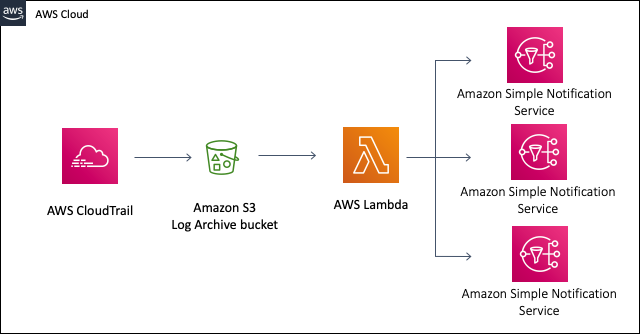 aws
AWS Cloud
Amazon Simple Notification
Service
AWS CloudTrail
Amazon S3
Log Archive bucket
AWS Lambda
Amazon Simple Notification
Service
Amazon Simple Notification
Service